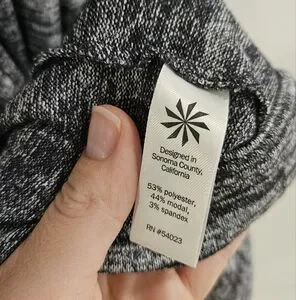 Designed in
Sonoma County,
California
53% polyester,
44% modal,
3% spandex
RN #54023